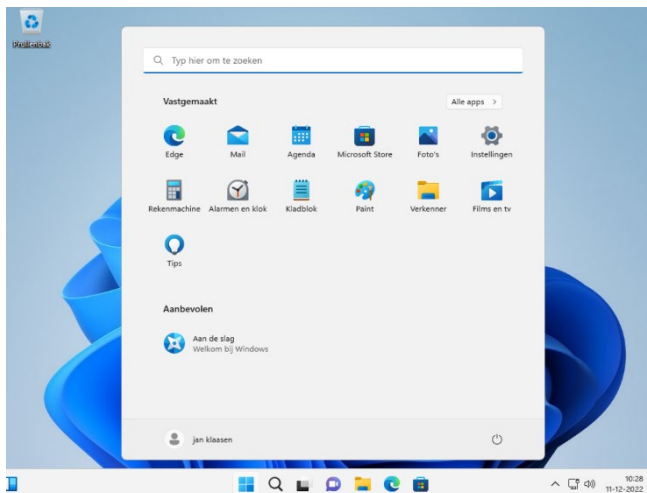 Prullenbak
Typ hier om te zoeken
Vastgemaakt
Alle apps
Edge
Mail
Agenda
Microsoft Store
Foto's
Instellingen
Rekenmachine
Alarmen en klok
Kladblok
Paint
Verkenner
Films en tv
Tips
Aanbevolen
Aan de slag
Welkom bij Windows
jan klaasen
10:28
11-12-2022